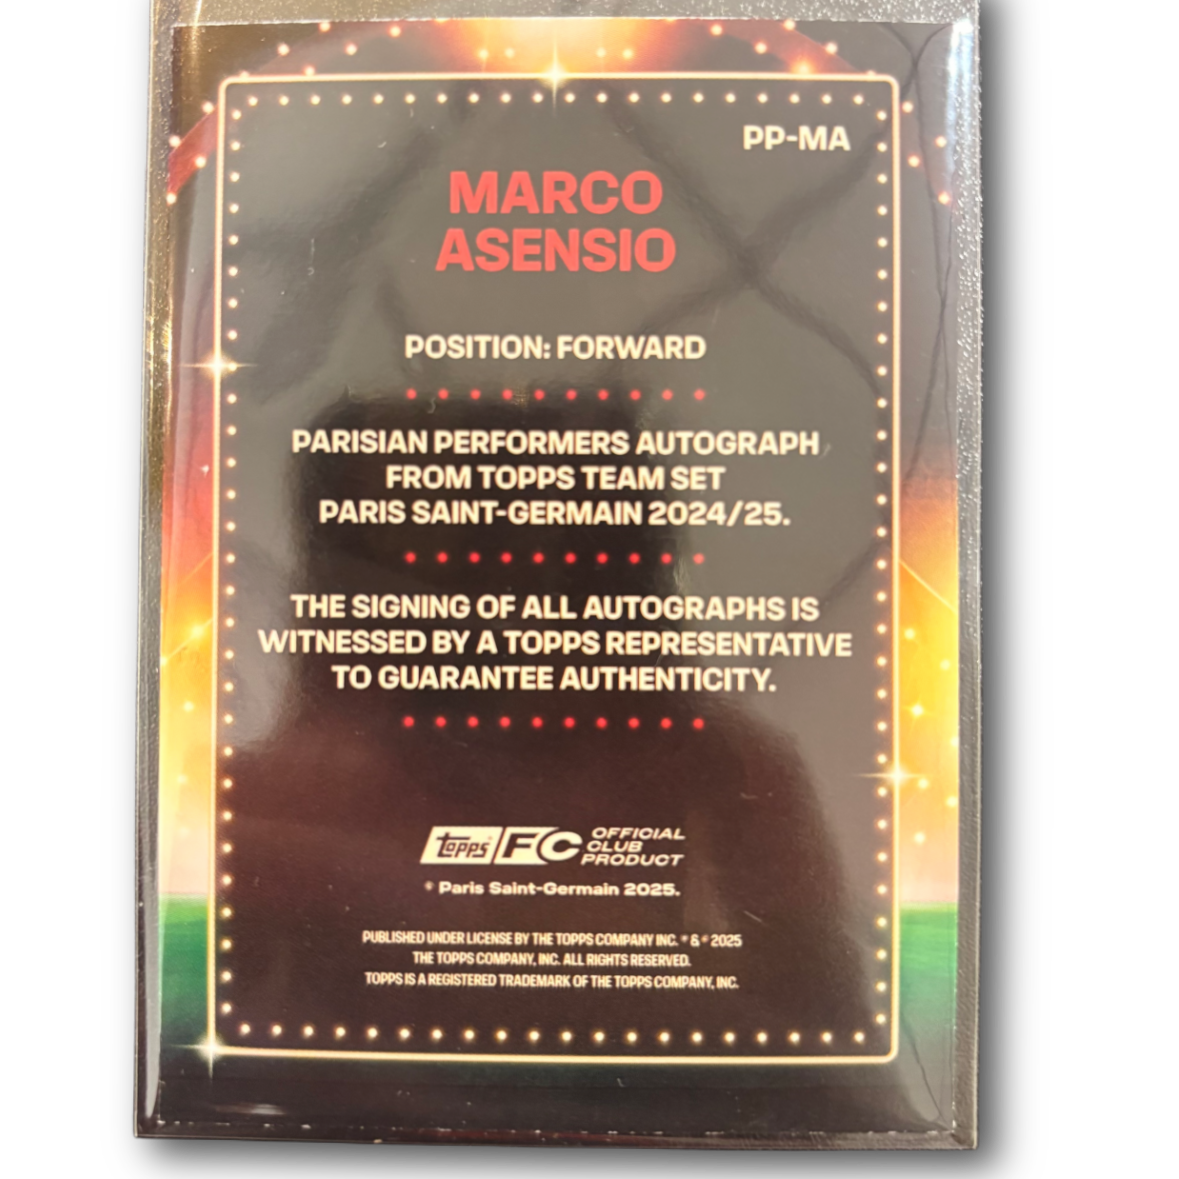 PP-MA
MARCO
ASENSIO
POSITION: FORWARD
PARISIAN PERFORMERS AUTOGRAPH
FROM TOPPS TEAM SET
PARIS SAINT-GERMAIN 2024/25.
THE SIGNING OF ALL AUTOGRAPHS IS
WITNESSED BY A TOPPS REPRESENTATIVE
TO GUARANTEE AUTHENTICITY.
topps FC OFFICIAL
CLUB
PRODUCT
® Paris Saint-Germain 2025.
PUBLISHED UNDER LICENSE BY THE TOPPS COMPANY INC. ® & © 2025
THE TOPPS COMPANY, INC. ALL RIGHTS RESERVED.
TOPPS IS A REGISTERED TRADEMARK OF THE TOPPS COMPANY, INC.